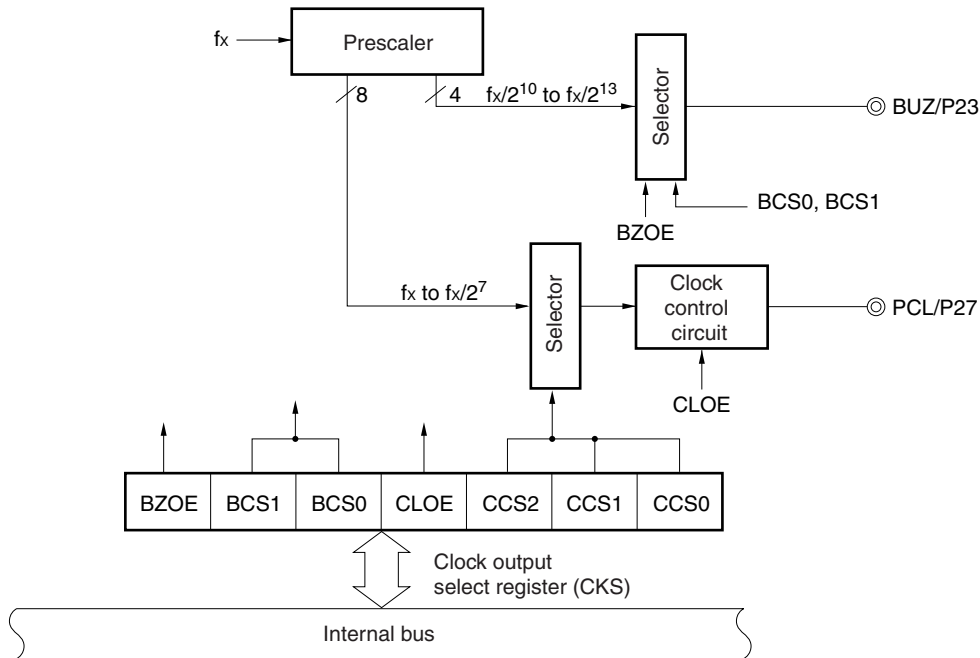 fX
Prescaler
8
4
fX/2^10 to fX/2^13
Selector
BUZ/P23
BCS0, BCS1
BZOE
fX to fX/2^7
Selector
Clock
control
circuit
PCL/P27
CLOE
BZOE BCS1 BCS0 CLOE CCS2 CCS1 CCS0
Clock output
select register (CKS)
Internal bus